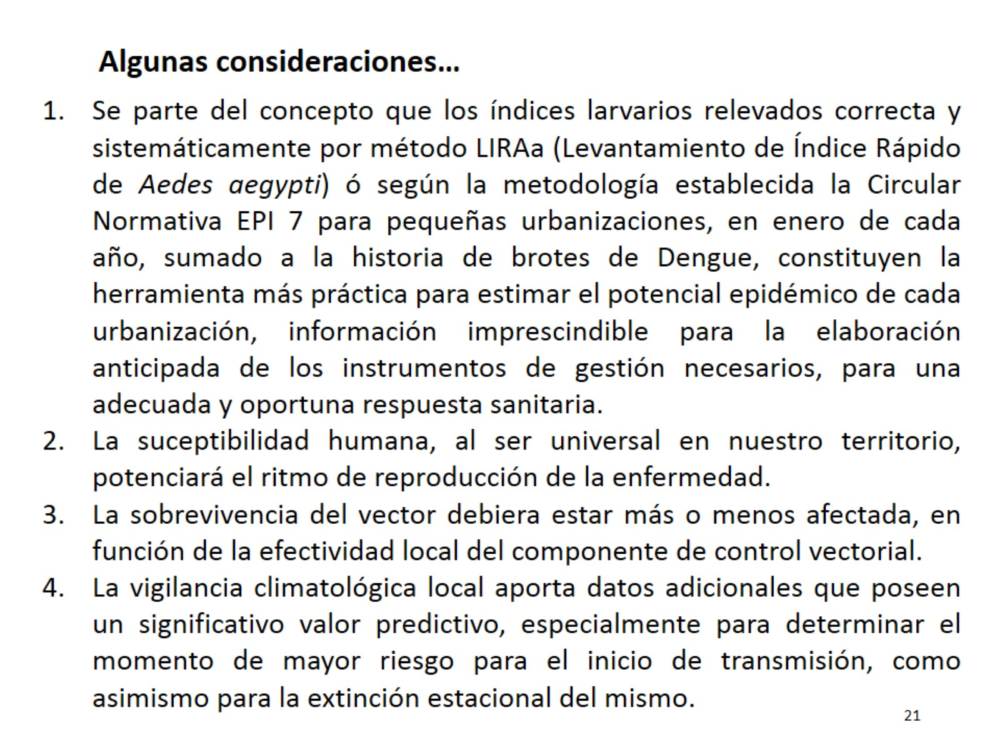 Algunas consideraciones...
1. Se parte del concepto que los índices larvarios relevados correcta y
sistemáticamente por método LIRAa (Levantamiento de Índice Rápido
de Aedes aegypti) ó según la metodología establecida la Circular
Normativa EPI 7 para pequeñas urbanizaciones, en enero de cada
año, sumado a la historia de brotes de Dengue, constituyen la
herramienta más práctica para estimar el potencial epidémico de cada
urbanización, información imprescindible para la elaboración
anticipada de los instrumentos de gestión necesarios, para una
adecuada y oportuna respuesta sanitaria.
2. La suceptibilidad humana, al ser universal en nuestro territorio,
potenciará el ritmo de reproducción de la enfermedad.
3. La sobrevivencia del vector debiera estar más o menos afectada, en
función de la efectividad local del componente de control vectorial.
4. La vigilancia climatológica local aporta datos adicionales que poseen
un significativo valor predictivo, especialmente para determinar el
momento de mayor riesgo para el inicio de transmisión, como
asimismo para la extinción estacional del mismo.
21